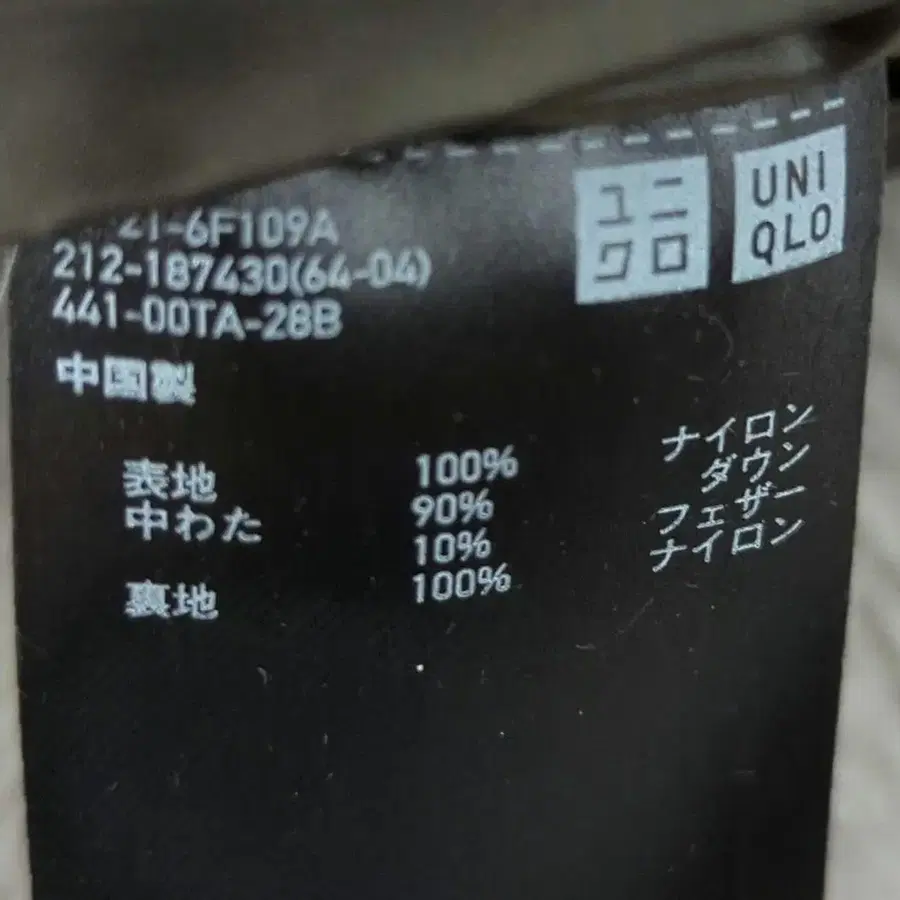 21-6F109A
212-187430(64-04)
441-00TA-28B
ユニ
クロ
UNI
QLO
中国製
表地 100% ナイロン
中わた 90% ダウン
10% フェザー
裏地 100% ナイロン